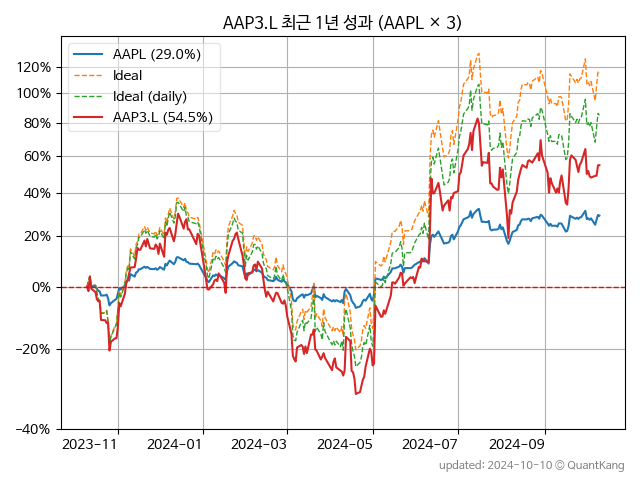 AAP3.L 최근 1년 성과 (AAPL × 3)
AAPL (29.0%)
Ideal
Ideal (daily)
AAP3.L (54.5%)
120%
100%
80%
60%
40%
20%
0%
-20%
-40%
2023-11 2024-01 2024-03 2024-05 2024-07 2024-09
updated: 2024-10-10 © QuantKang